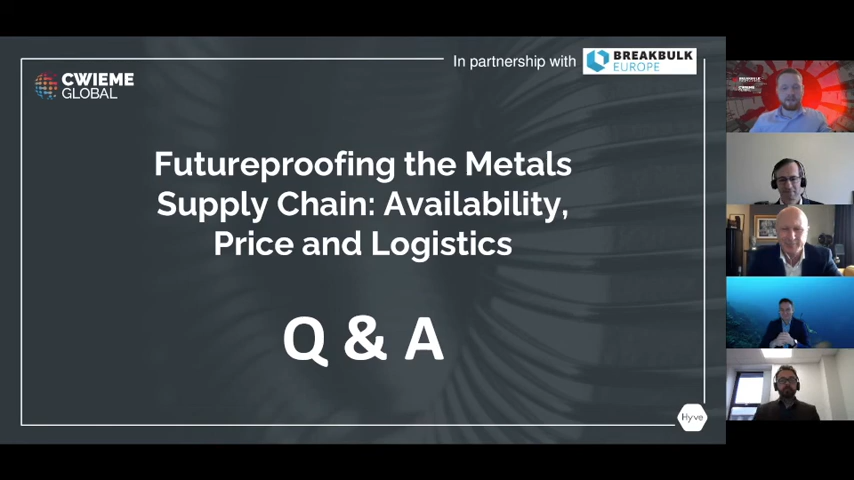 In partnership with
BREAKBULK
EUROPE
CWIEME
GLOBAL
Futureproofing the Metals
Supply Chain: Availability,
Price and Logistics
Q & A
Hyve